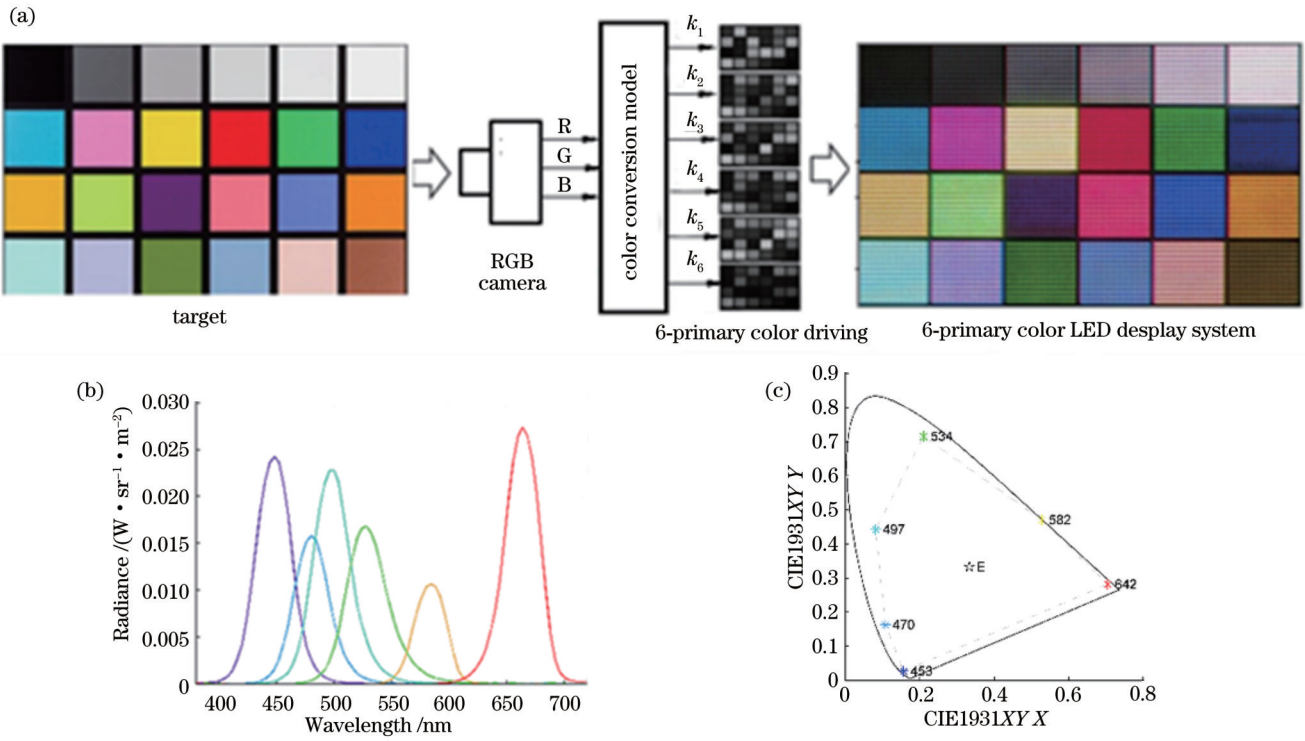 (a)
target
R
G
B
RGB
camera
color conversion model
k1
k2
k3
k4
k5
k6
6-primary color driving
6-primary color LED desplay system
(b)
0.030
0.025
0.020
0.015
0.010
0.005
0
Radiance /(W • sr⁻¹ • m⁻²)
400
450
500
550
600
650
700
Wavelength /nm
(c)
0.9
0.8
0.7
0.6
0.5
0.4
0.3
0.2
0.1
0
CIE1931XY Y
534
582
497
E
642
470
453
0
0.2
0.4
0.6
0.8
CIE1931XY X